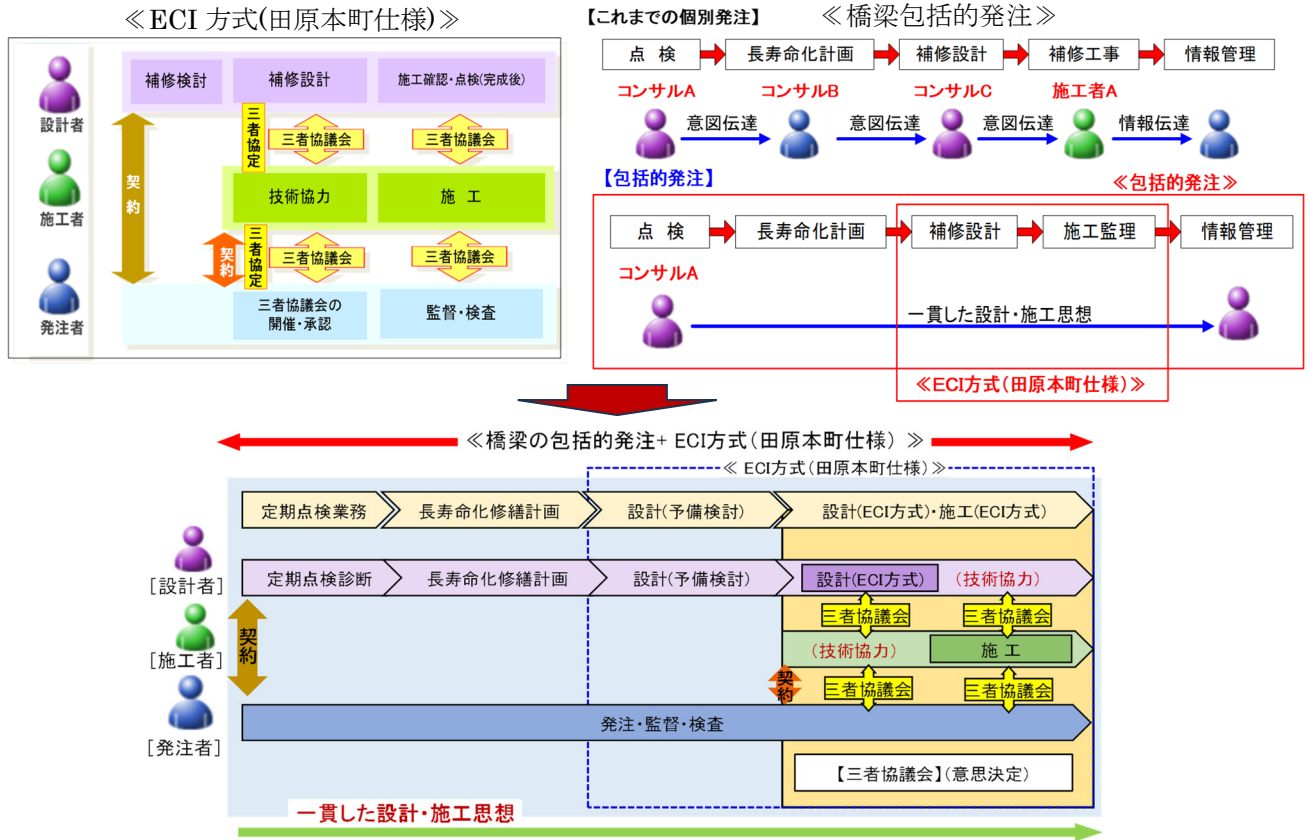 ≪ECI 方式(田原本町仕様)≫
設計者
施工者
発注者
補修検討
補修設計
施工確認・点検(完成後)
契約
三者協定
三者協議会
三者協議会
技術協力
施 工
契約
三者協定
三者協議会
三者協議会
三者協議会の
開催・承認
監督・検査
【これまでの個別発注】
≪橋梁包括的発注≫
点 検
長寿命化計画
補修設計
補修工事
情報管理
コンサルA
コンサルB
コンサルC
施工者A
意図伝達
意図伝達
意図伝達
情報伝達
【包括的発注】
≪包括的発注≫
点 検
長寿命化計画
補修設計
施工監理
情報管理
コンサルA
一貫した設計・施工思想
≪ECI方式(田原本町仕様)≫
≪橋梁の包括的発注+ ECI方式(田原本町仕様) ≫
≪ ECI方式(田原本町仕様)≫
定期点検業務
長寿命化修繕計画
設計(予備検討)
設計(ECI方式)・施工(ECI方式)
[設計者]
定期点検診断
長寿命化修繕計画
設計(予備検討)
設計(ECI方式)
(技術協力)
三者協議会
三者協議会
[施工者]
契約
(技術協力)
施 工
契約
三者協議会
三者協議会
[発注者]
発注・監督・検査
【三者協議会】(意思決定)
一貫した設計・施工思想